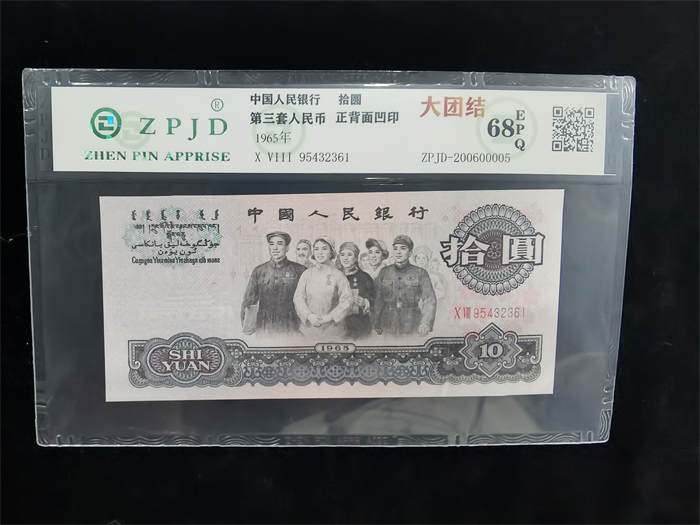 ZPJD®
ZHEN PIN APPRISE
中国人民银行 拾圆
第三套人民币 正背面凹印
1965年
X VIII 95432361
大团结
68 EPQ
ZPJD-200600005
中國人民銀行
拾圓
X VIII 95432361
1965
SHI
YUAN
10